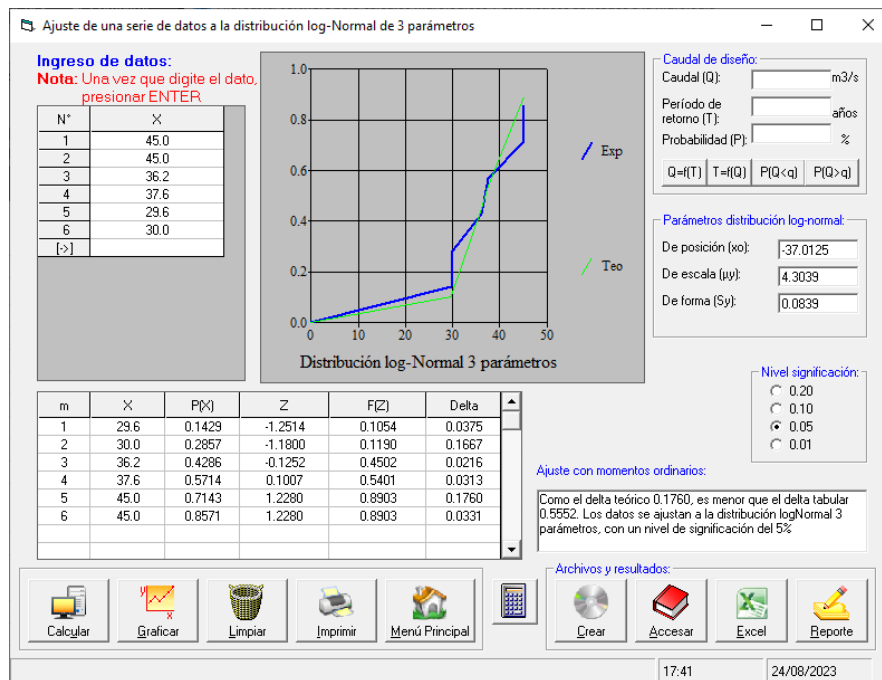 Ajuste de una serie de datos a la distribución log-Normal de 3 parámetros
Ingreso de datos:
Nota: Una vez que digite el dato,
presionar ENTER
N° X
1 45.0
2 45.0
3 36.2
4 37.6
5 29.6
6 30.0
[->]
1.0
0.8
0.6
0.4
0.2
0.0
0 10 20 30 40 50
Exp
Teo
Distribución log-Normal 3 parámetros
Caudal de diseño:
Caudal (Q): m3/s
Período de
retorno (T): años
Probabilidad (P): %
Q=f(T) T=f(Q) P(Q<q) P(Q>q)
Parámetros distribución log-normal:
De posición (xo): -37.0125
De escala (µy): 4.3039
De forma (Sy): 0.0839
Nivel significación:
0.20
0.10
0.05
0.01
m X P(X) Z F(Z) Delta
1 29.6 0.1429 -1.2514 0.1054 0.0375
2 30.0 0.2857 -1.1800 0.1190 0.1667
3 36.2 0.4286 -0.1252 0.4502 0.0216
4 37.6 0.5714 0.1007 0.5401 0.0313
5 45.0 0.7143 1.2280 0.8903 0.1760
6 45.0 0.8571 1.2280 0.8903 0.0331
Ajuste con momentos ordinarios:
Como el delta teórico 0.1760, es menor que el delta tabular
0.5552. Los datos se ajustan a la distribución logNormal 3
parámetros, con un nivel de significación del 5%
Calcular Graficar Limpiar Imprimir Menú Principal
Archivos y resultados:
Crear Accesar Excel Reporte
17:41 24/08/2023